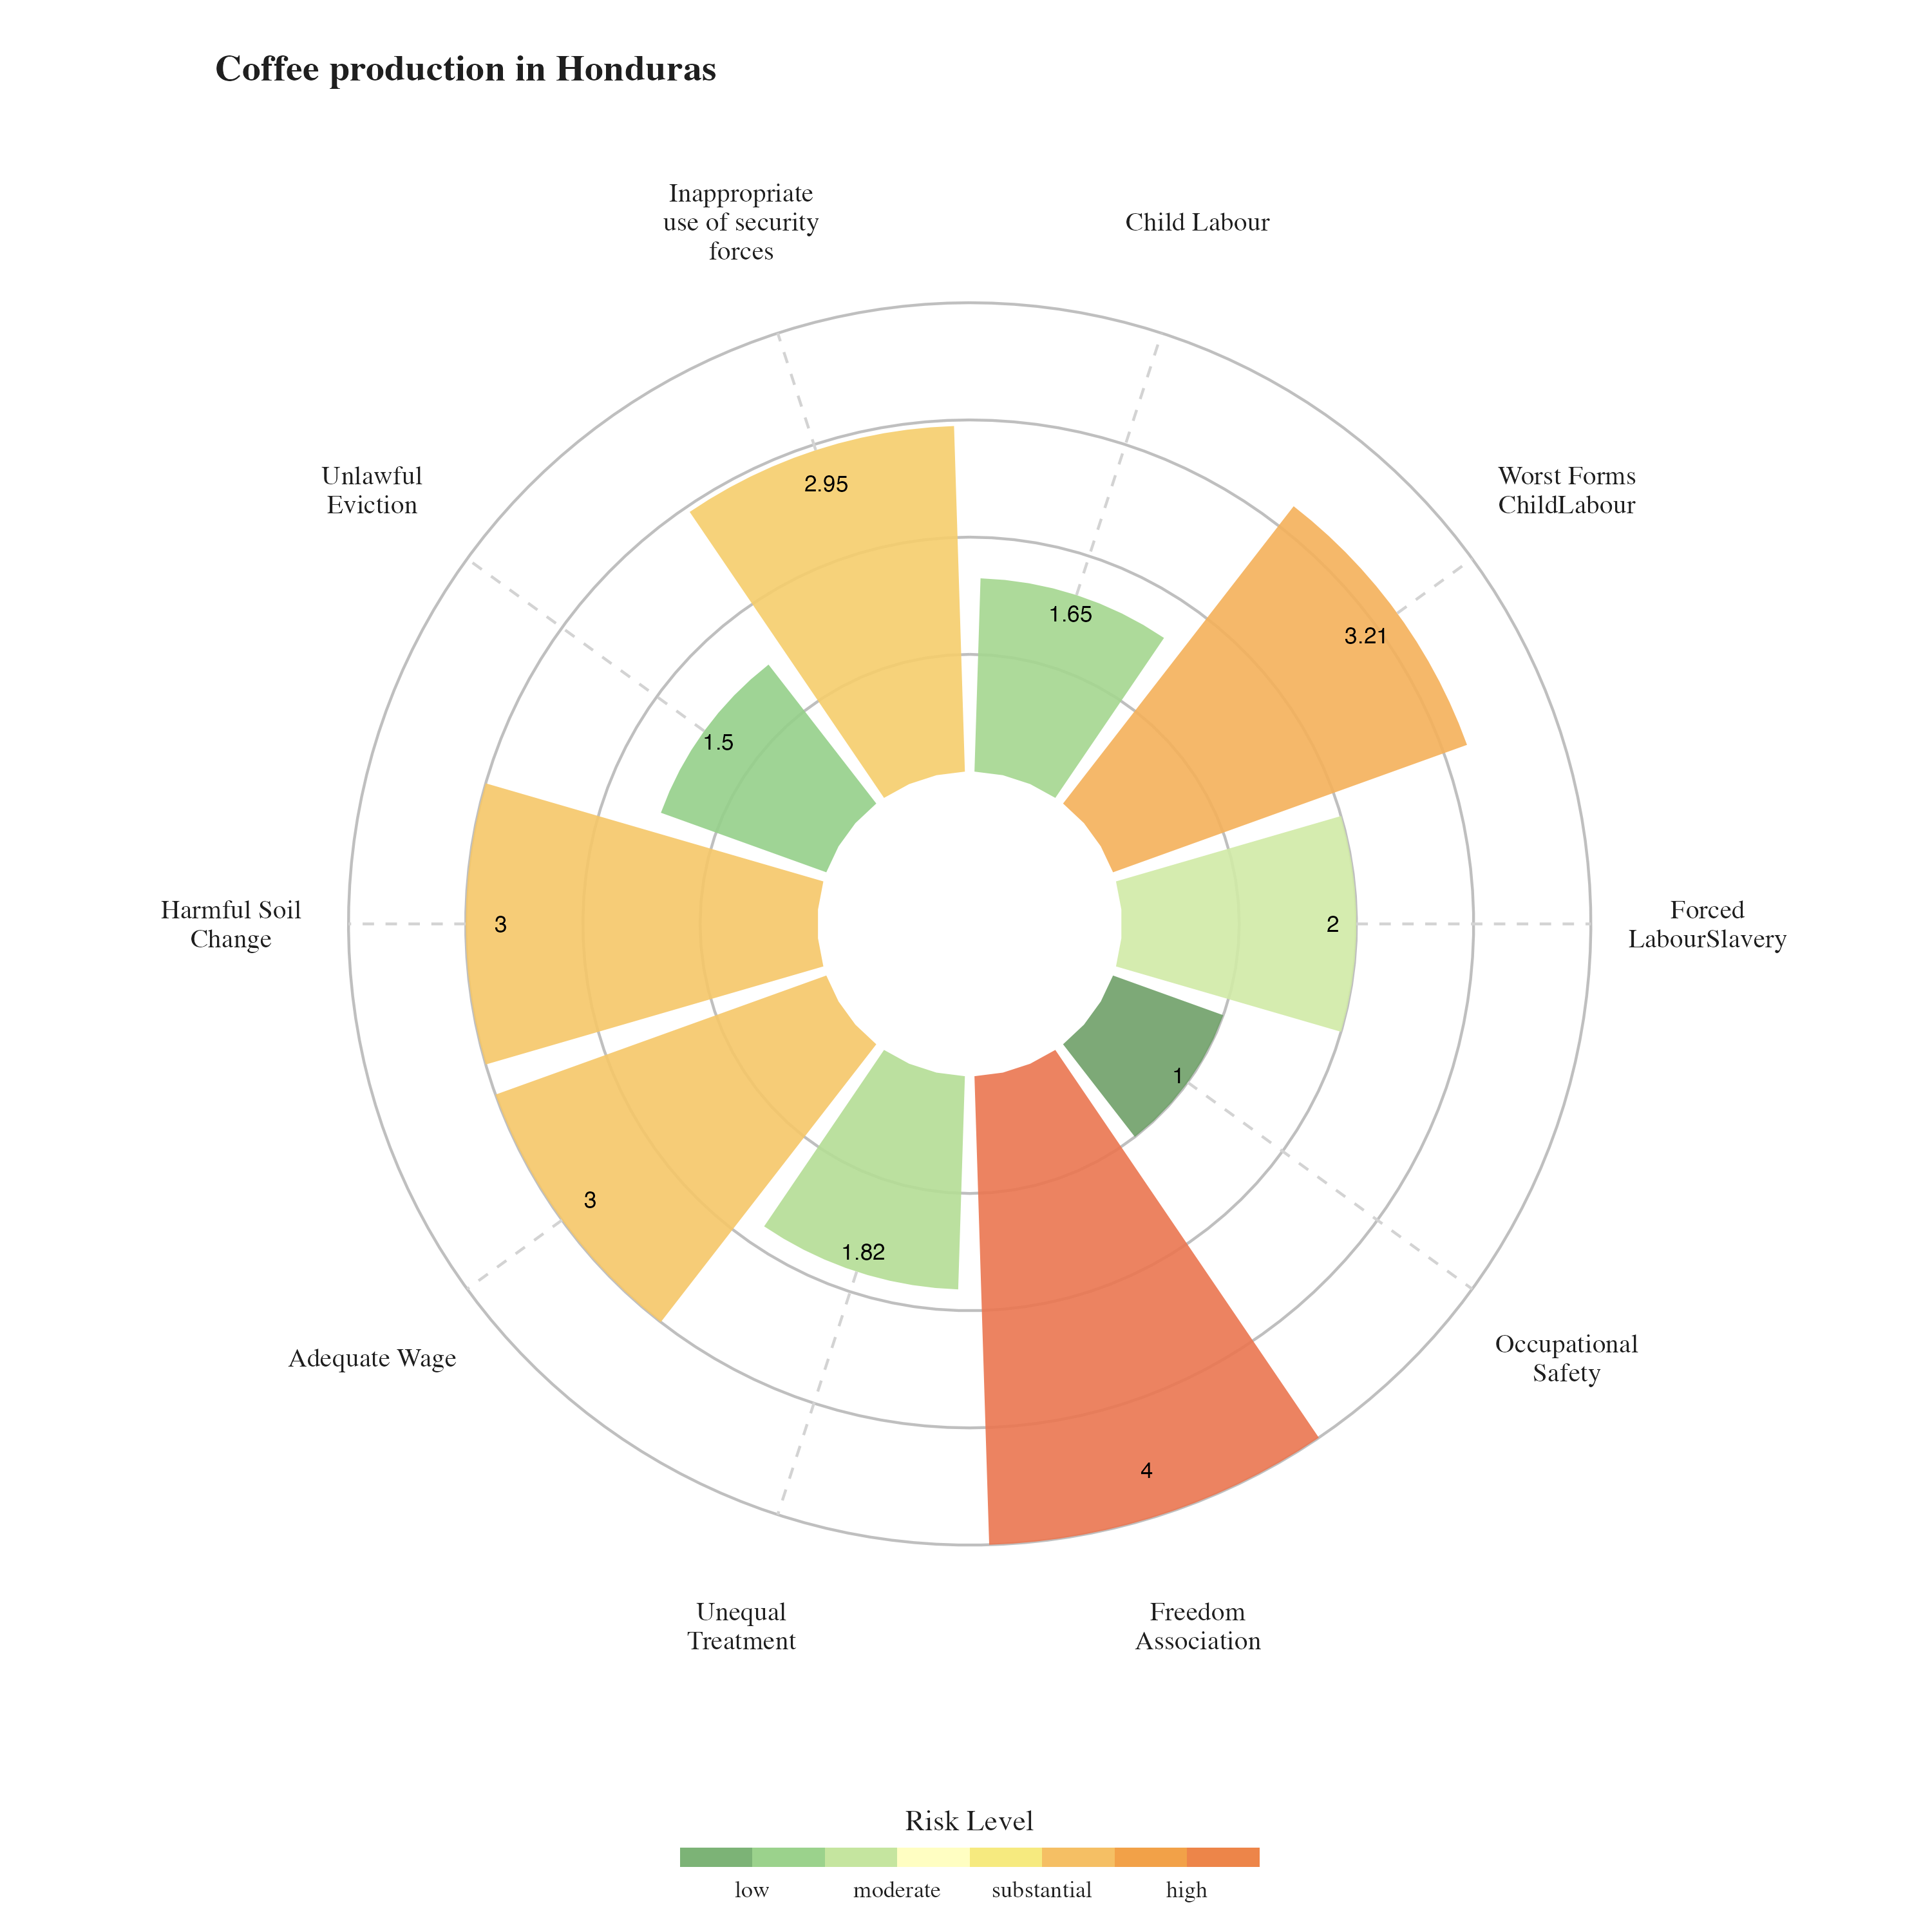 Coffee production in Honduras
Inappropriate
use of security
forces
Child Labour
Unlawful
Eviction
Worst Forms
ChildLabour
2.95
1.65
3.21
1.5
Harmful Soil
Change
3
2
Forced
LabourSlavery
1
3
1.82
Adequate Wage
Occupational
Safety
4
Unequal
Treatment
Freedom
Association
Risk Level
low moderate substantial high